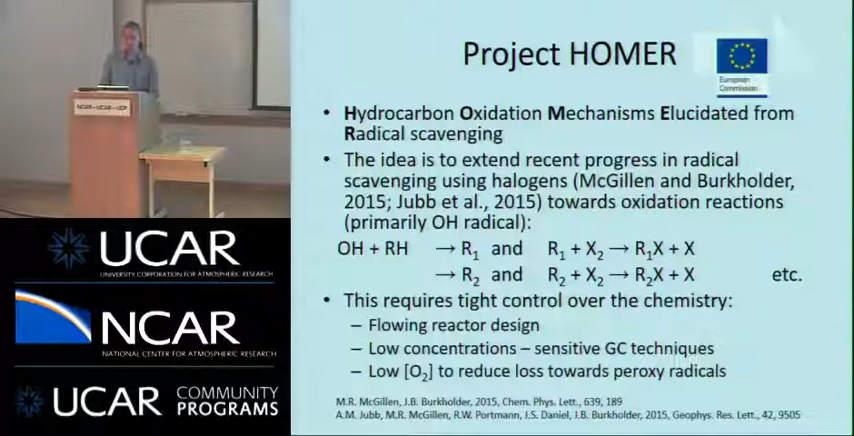 NCAR • UCAR • UCP
UCAR
UNIVERSITY CORPORATION FOR ATMOSPHERIC RESEARCH
NCAR
NATIONAL CENTER FOR ATMOSPHERIC RESEARCH
UCAR COMMUNITY
PROGRAMS
Project HOMER
European
Commission
• Hydrocarbon Oxidation Mechanisms Elucidated from
Radical scavenging
• The idea is to extend recent progress in radical
scavenging using halogens (McGillen and Burkholder,
2015; Jubb et al., 2015) towards oxidation reactions
(primarily OH radical):
OH + RH → R₁ and R₁ + X₂ → R₁X + X
→ R₂ and R₂ + X₂ → R₂X + X etc.
• This requires tight control over the chemistry:
– Flowing reactor design
– Low concentrations – sensitive GC techniques
– Low [O₂] to reduce loss towards peroxy radicals
M.R. McGillen, J.B. Burkholder, 2015, Chem. Phys. Lett., 639, 189
A.M. Jubb, M.R. McGillen, R.W. Portmann, J.S. Daniel, J.B. Burkholder, 2015, Geophys. Res. Lett., 42, 9505